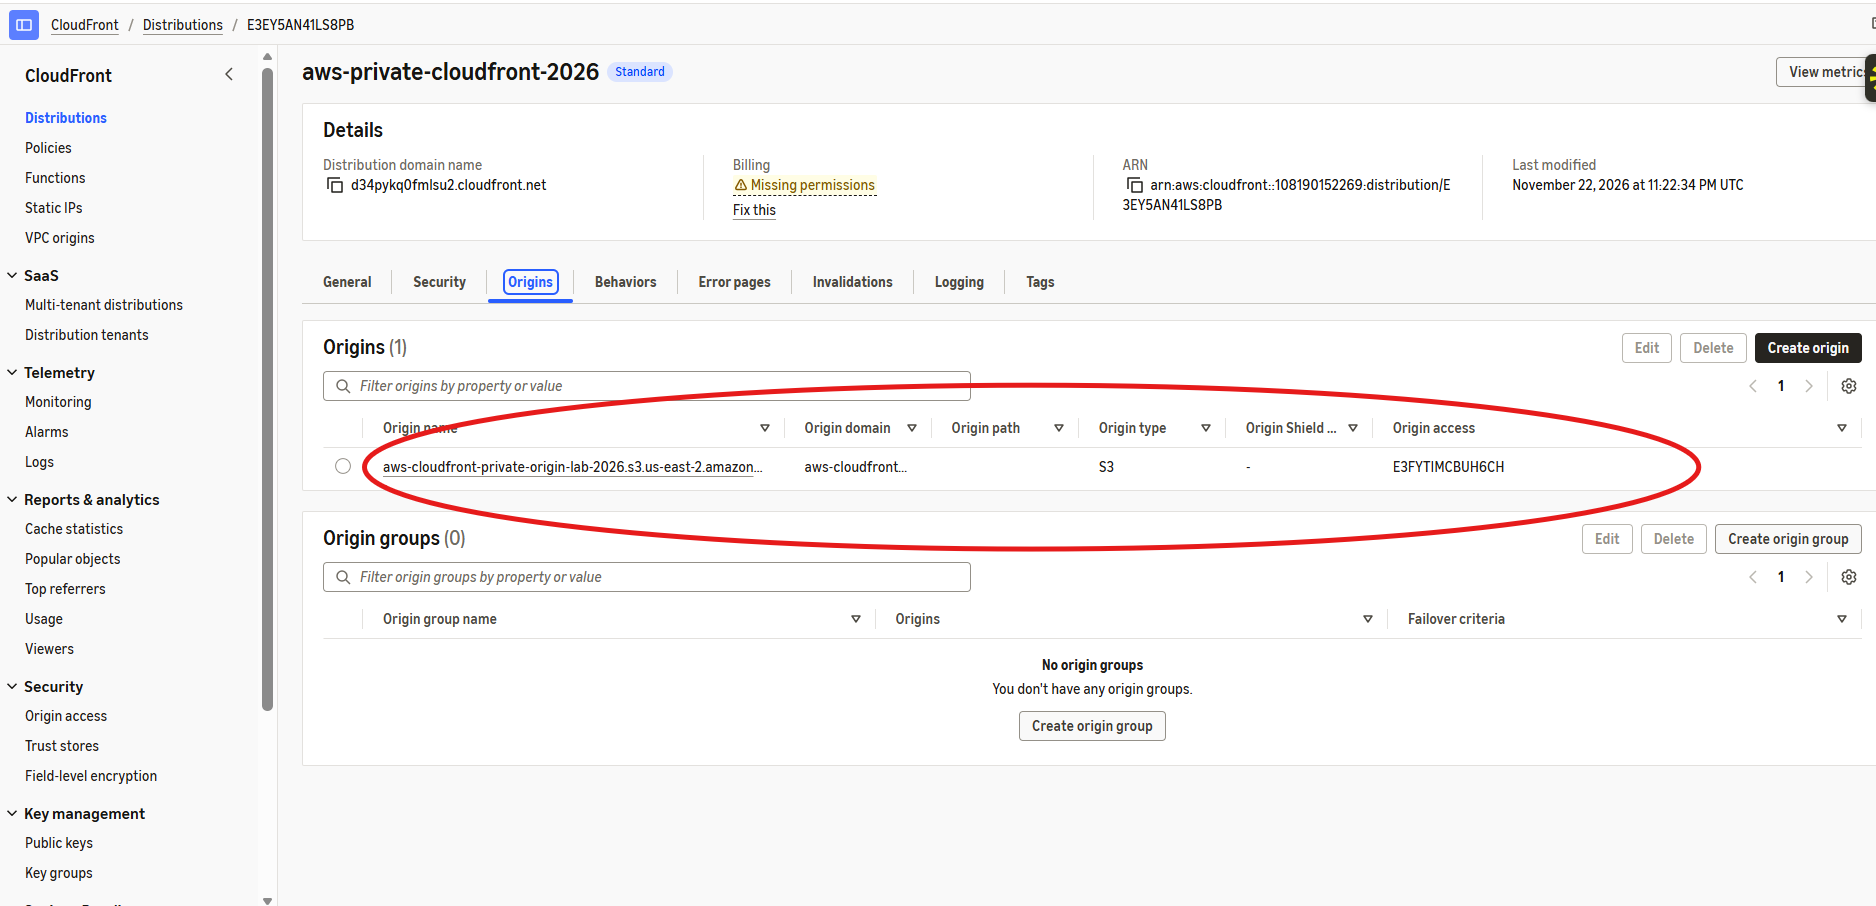 CloudFront / Distributions / E3EY5AN41LS8PB
CloudFront
Distributions
Policies
Functions
Static IPs
VPC origins
SaaS
Multi-tenant distributions
Distribution tenants
Telemetry
Monitoring
Alarms
Logs
Reports & analytics
Cache statistics
Popular objects
Top referrers
Usage
Viewers
Security
Origin access
Trust stores
Field-level encryption
Key management
Public keys
Key groups
aws-private-cloudfront-2026 Standard
View metrics
Details
Distribution domain name
d34pykq0fmlsu2.cloudfront.net
Billing
Missing permissions
Fix this
ARN
arn:aws:cloudfront::108190152269:distribution/E
3EY5AN41LS8PB
Last modified
November 22, 2026 at 11:22:34 PM UTC
General Security Origins Behaviors Error pages Invalidations Logging Tags
Origins (1)
Edit Delete Create origin
Filter origins by property or value
1
Origin name Origin domain Origin path Origin type Origin Shield ... Origin access
aws-cloudfront-private-origin-lab-2026.s3.us-east-2.amazon... aws-cloudfront... S3 - E3FYTIMCBUH6CH
Origin groups (0)
Edit Delete Create origin group
Filter origin groups by property or value
1
Origin group name Origins Failover criteria
No origin groups
You don't have any origin groups.
Create origin group